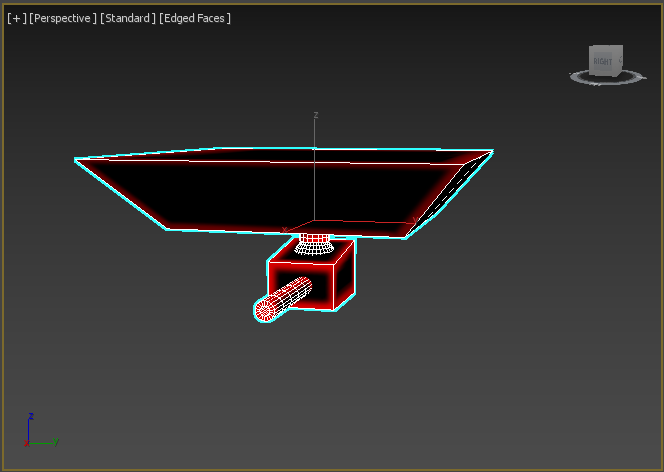 [+] [Perspective] [Standard] [Edged Faces]
RIGHT
z
x
y
z
x
y